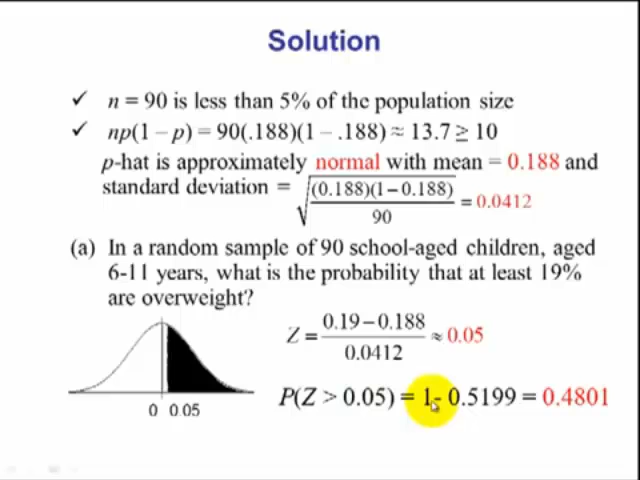 Solution
✓ n = 90 is less than 5% of the population size
✓ np(1 – p) = 90(.188)(1 – .188) ≈ 13.7 ≥ 10
p-hat is approximately normal with mean = 0.188 and
standard deviation = √((0.188)(1 − 0.188)/90) = 0.0412
(a) In a random sample of 90 school-aged children, aged
6-11 years, what is the probability that at least 19%
are overweight?
Z = (0.19 − 0.188)/0.0412 ≈ 0.05
0 0.05
P(Z > 0.05) = 1 - 0.5199 = 0.4801